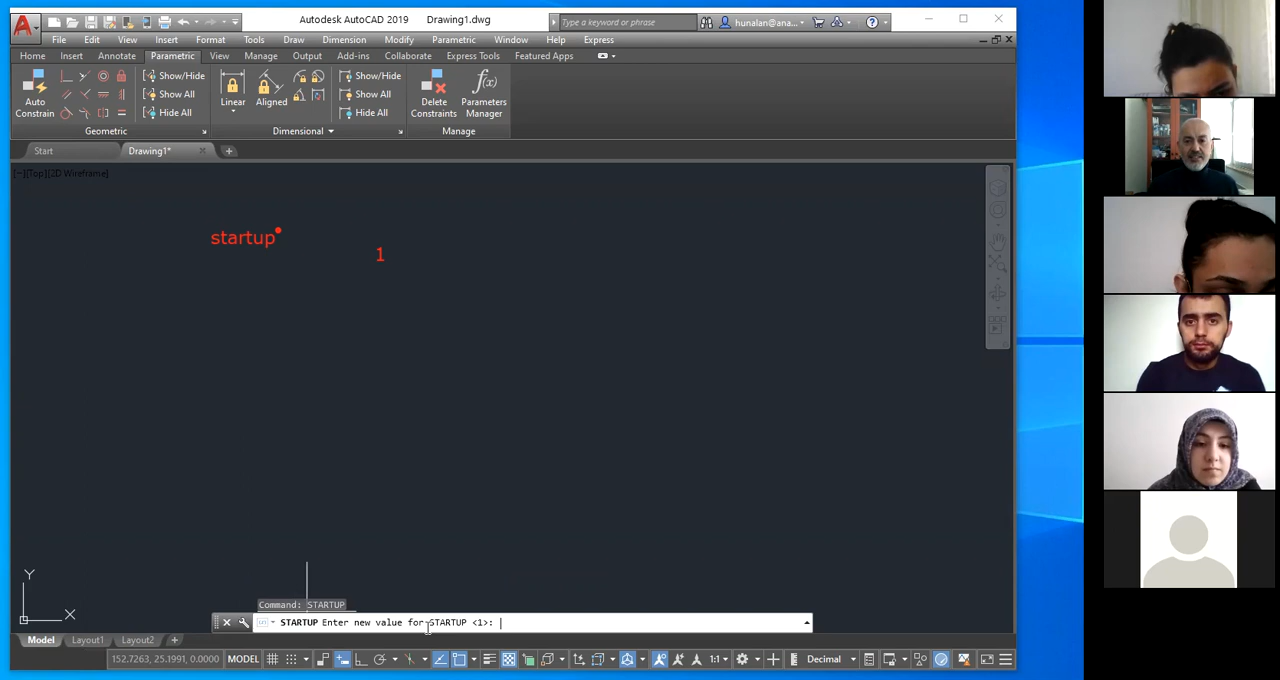 Autodesk AutoCAD 2019 Drawing1.dwg
Type a keyword or phrase
hunalan@ana...
File Edit View Insert Format Tools Draw Dimension Modify Parametric Window Help Express
Home Insert Annotate Parametric View Manage Output Add-ins Collaborate Express Tools Featured Apps
Auto Constrain
Show/Hide
Show All
Hide All
Linear
Aligned
Show/Hide
Show All
Hide All
Delete Constraints
Parameters Manager
Geometric
Dimensional
Manage
Start
Drawing1*
[−][Top][2D Wireframe]
startup
1
Y
X
Command: STARTUP
STARTUP Enter new value for STARTUP <1>:
Model Layout1 Layout2
152.7263, 25.1991, 0.0000 MODEL 1:1 Decimal